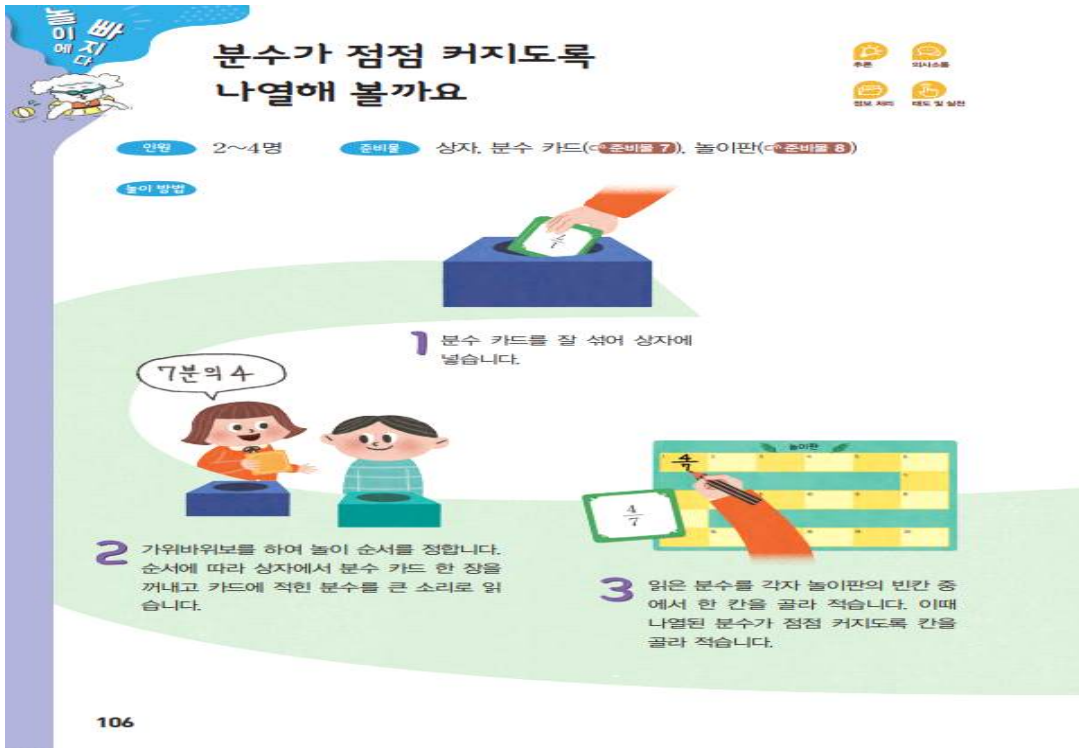 놀이에 빠지다
분수가 점점 커지도록
나열해 볼까요
추론
의사소통
정보 처리
태도 및 실천
인원 2~4명 준비물 상자, 분수 카드(준비물 7), 놀이판(준비물 8)
놀이 방법
4/7
1 분수 카드를 잘 섞어 상자에
넣습니다.
7분의 4
2 가위바위보를 하여 놀이 순서를 정합니다.
순서에 따라 상자에서 분수 카드 한 장을
꺼내고 카드에 적힌 분수를 큰 소리로 읽
습니다.
놀이판
4/7
4/7
3 읽은 분수를 각자 놀이판의 빈칸 중
에서 한 칸을 골라 적습니다. 이때
나열된 분수가 점점 커지도록 칸을
골라 적습니다.
106